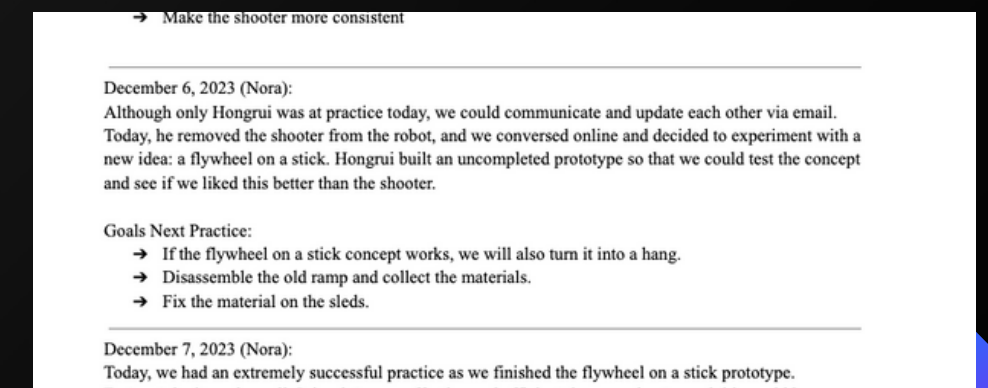 → Make the shooter more consistent
December 6, 2023 (Nora):
Although only Hongrui was at practice today, we could communicate and update each other via email.
Today, he removed the shooter from the robot, and we conversed online and decided to experiment with a
new idea: a flywheel on a stick. Hongrui built an uncompleted prototype so that we could test the concept
and see if we liked this better than the shooter.
Goals Next Practice:
→ If the flywheel on a stick concept works, we will also turn it into a hang.
→ Disassemble the old ramp and collect the materials.
→ Fix the material on the sleds.
December 7, 2023 (Nora):
Today, we had an extremely successful practice as we finished the flywheel on a stick prototype.